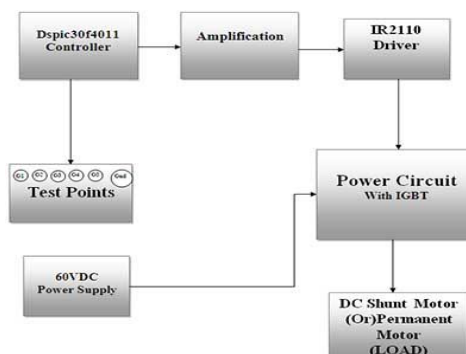 Dspic30f4011
Controller
Amplification
IR2110
Driver
G1 G2 G3 G4 G5 Gnd
Test Points
Power Circuit
With IGBT
60VDC
Power Supply
DC Shunt Motor
(Or)Permanent
Motor
(LOAD)